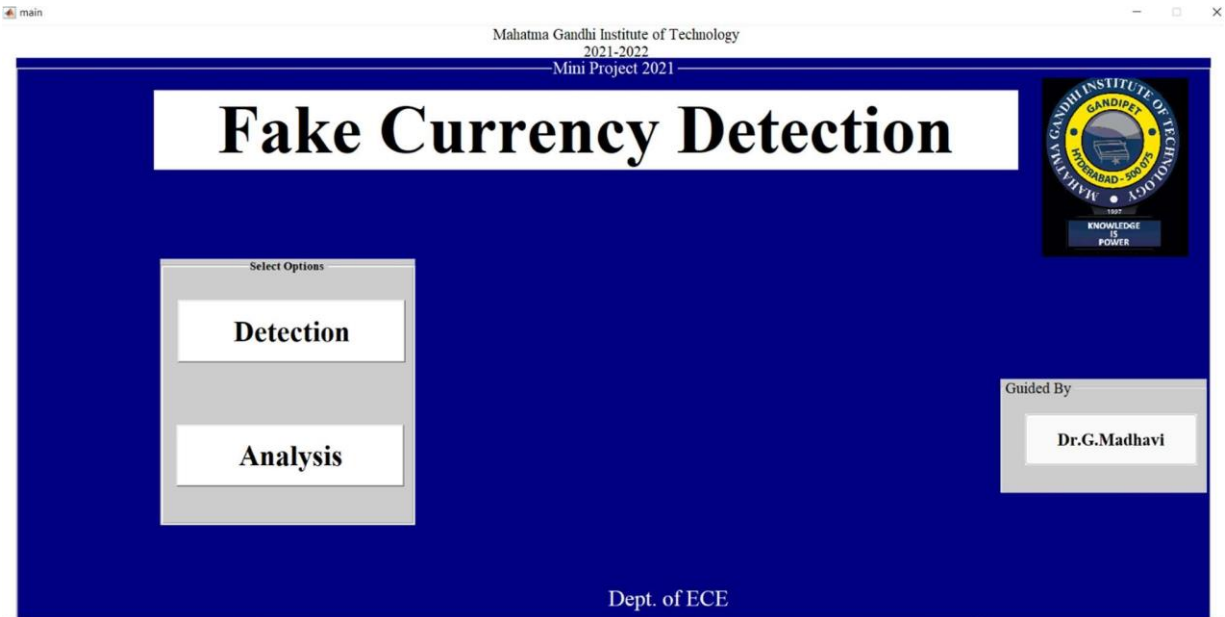 main
Mahatma Gandhi Institute of Technology
2021-2022
Mini Project 2021
Fake Currency Detection
MAHATMA GANDHI INSTITUTE OF TECHNOLOGY
GANDIPET
HYDERABAD - 500 075
1997
KNOWLEDGE
IS
POWER
Select Options
Detection
Analysis
Guided By
Dr.G.Madhavi
Dept. of ECE